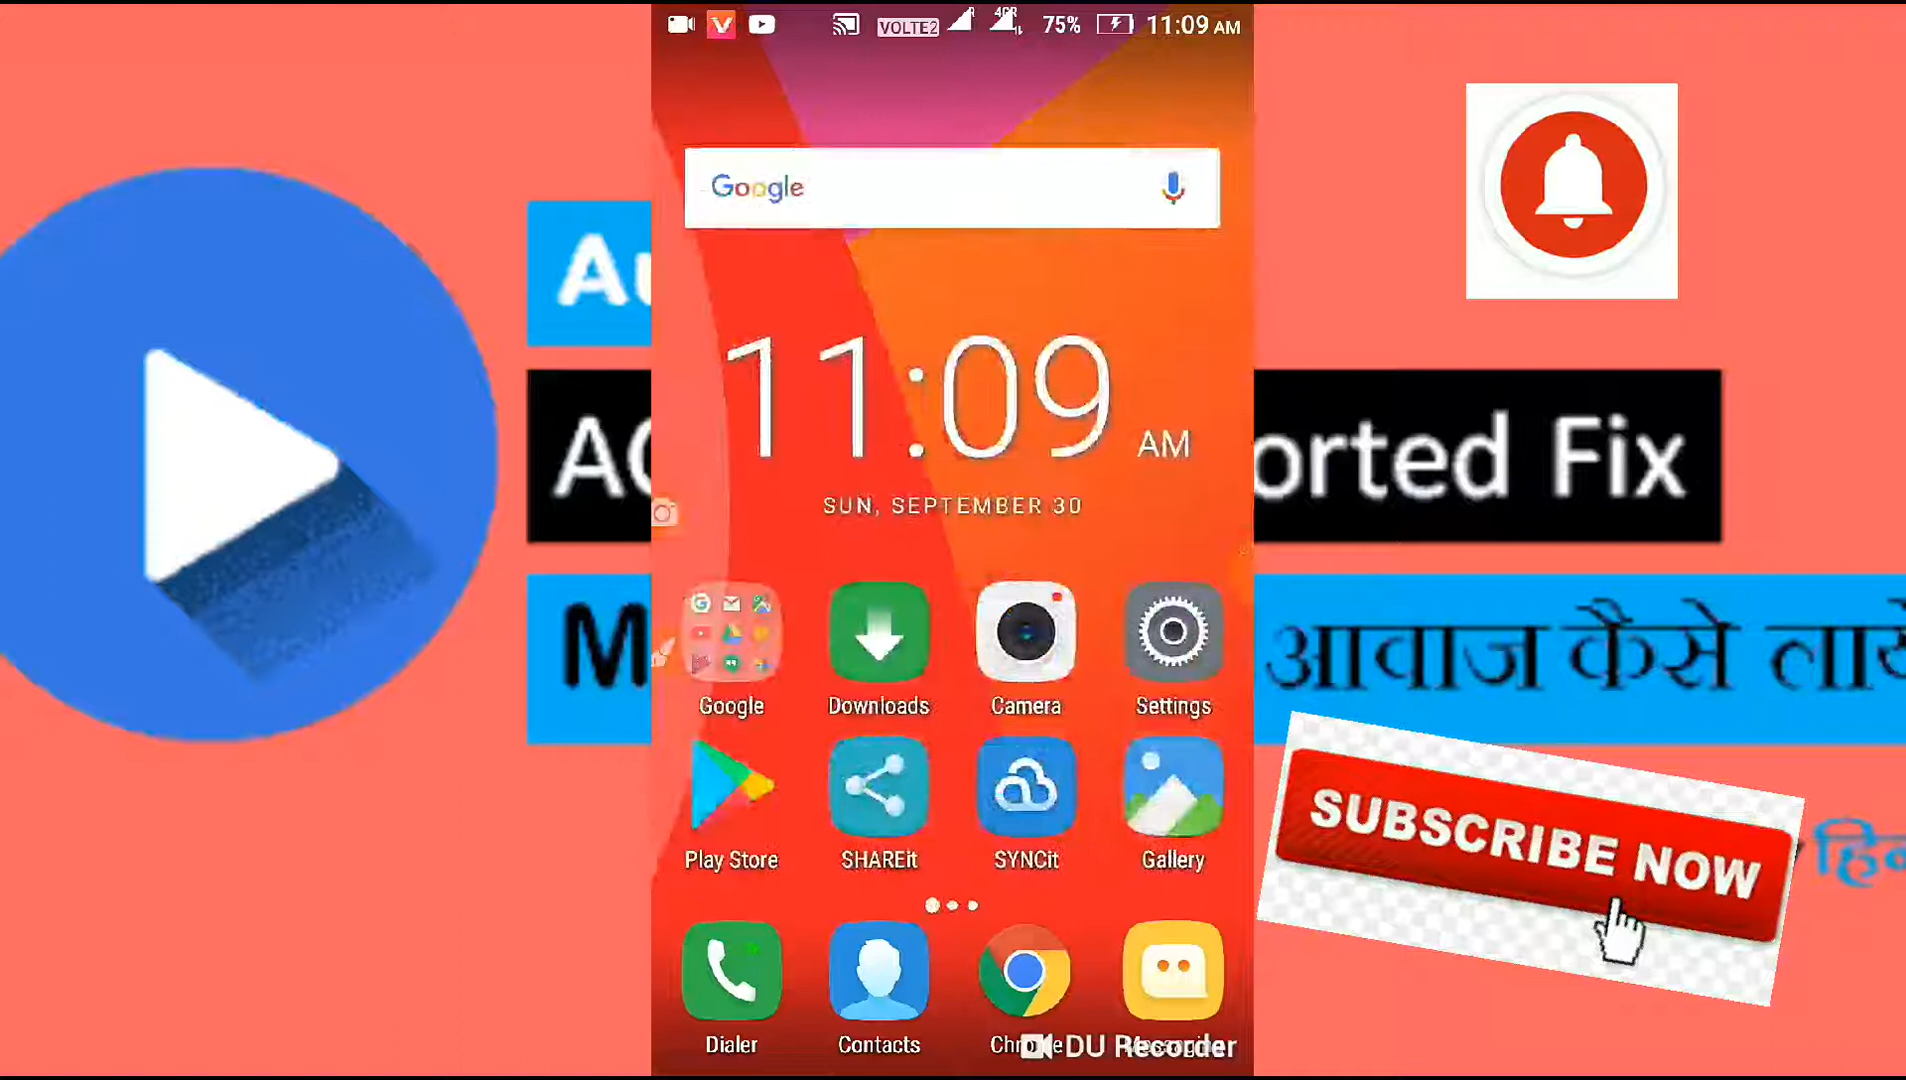 VOLTE2
4G
R
75%
11:09 AM
Google
11:09 AM
SUN, SEPTEMBER 30
orted Fix
आवाज कैसे लाये
Google
Downloads
Camera
Settings
Play Store
SHAREit
SYNCit
Gallery
SUBSCRIBE NOW
Dialer
Contacts
DU Recorder